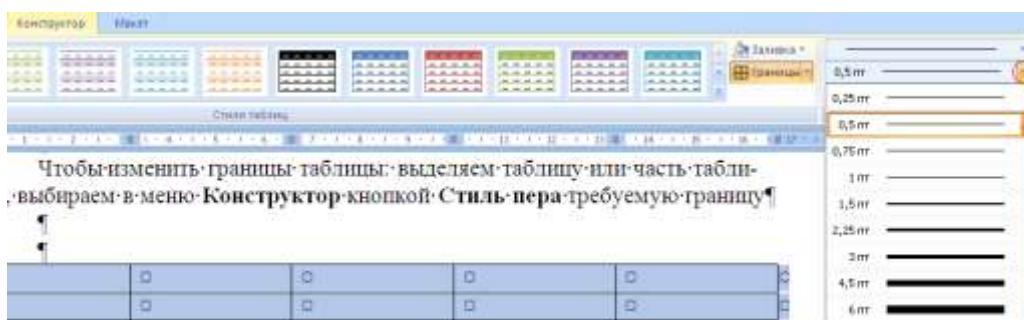 Конструктор Макет
Заливка
Границы
Стили таблиц
Чтобы изменить границы таблицы: выделяем таблицу или часть табли-
, выбираем в меню Конструктор кнопкой Стиль пера требуемую границу¶
¶
¶
0,5 пт
0,25 пт
0,5 пт
0,75 пт
1 пт
1,5 пт
2,25 пт
3 пт
4,5 пт
6 пт